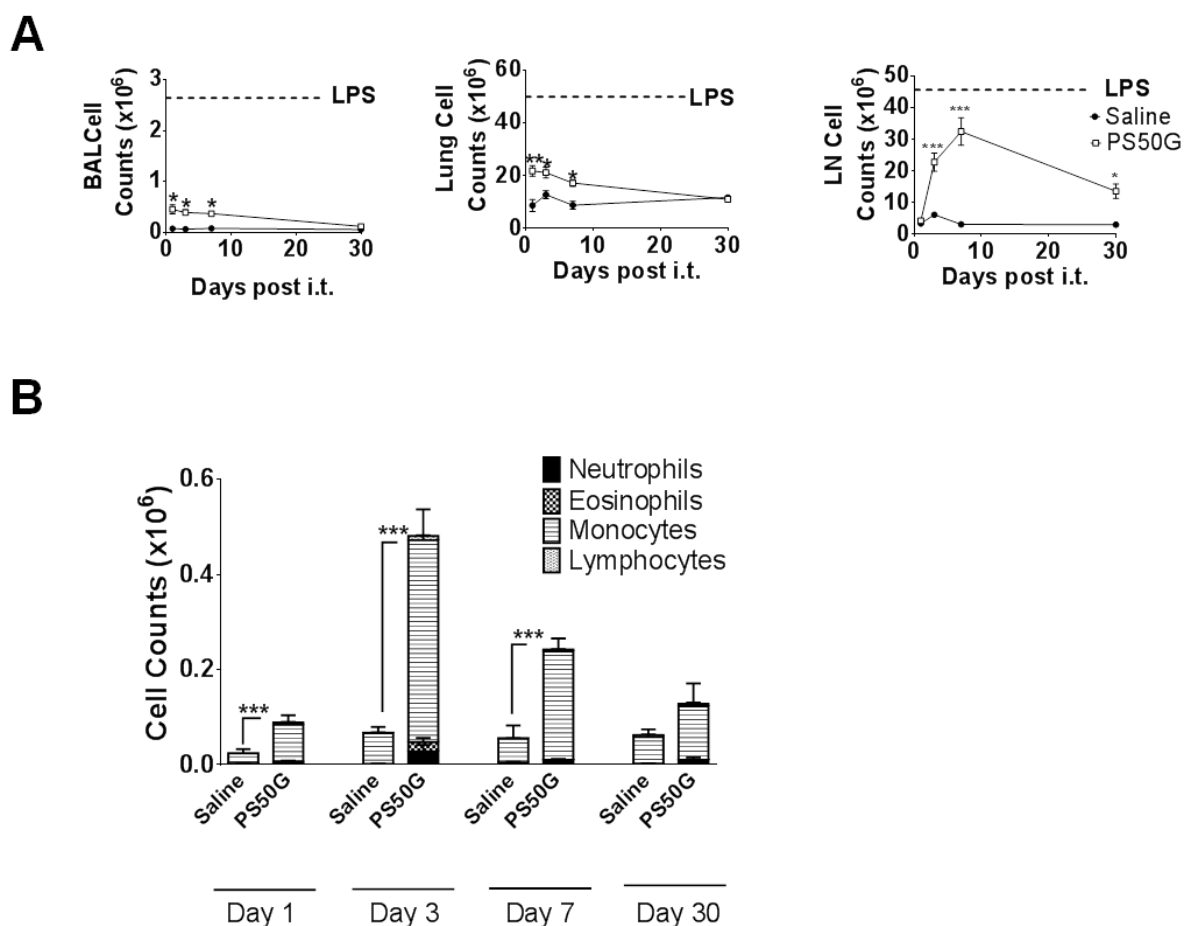 A
BALCell
Counts (x10⁶)
3
2
1
0
LPS
* * *
0 10 20 30
Days post i.t.
Lung Cell
Counts (x10⁶)
60
40
20
0
LPS
** * *
0 10 20 30
Days post i.t.
LN Cell
Counts (x10⁶)
50
40
30
20
10
0
LPS
Saline
PS50G
***
***
*
0 10 20 30
Days post i.t.
B
Cell Counts (x10⁶)
0.6
0.4
0.2
0.0
Neutrophils
Eosinophils
Monocytes
Lymphocytes
***
***
***
Saline PS50G Saline PS50G Saline PS50G Saline PS50G
Day 1 Day 3 Day 7 Day 30